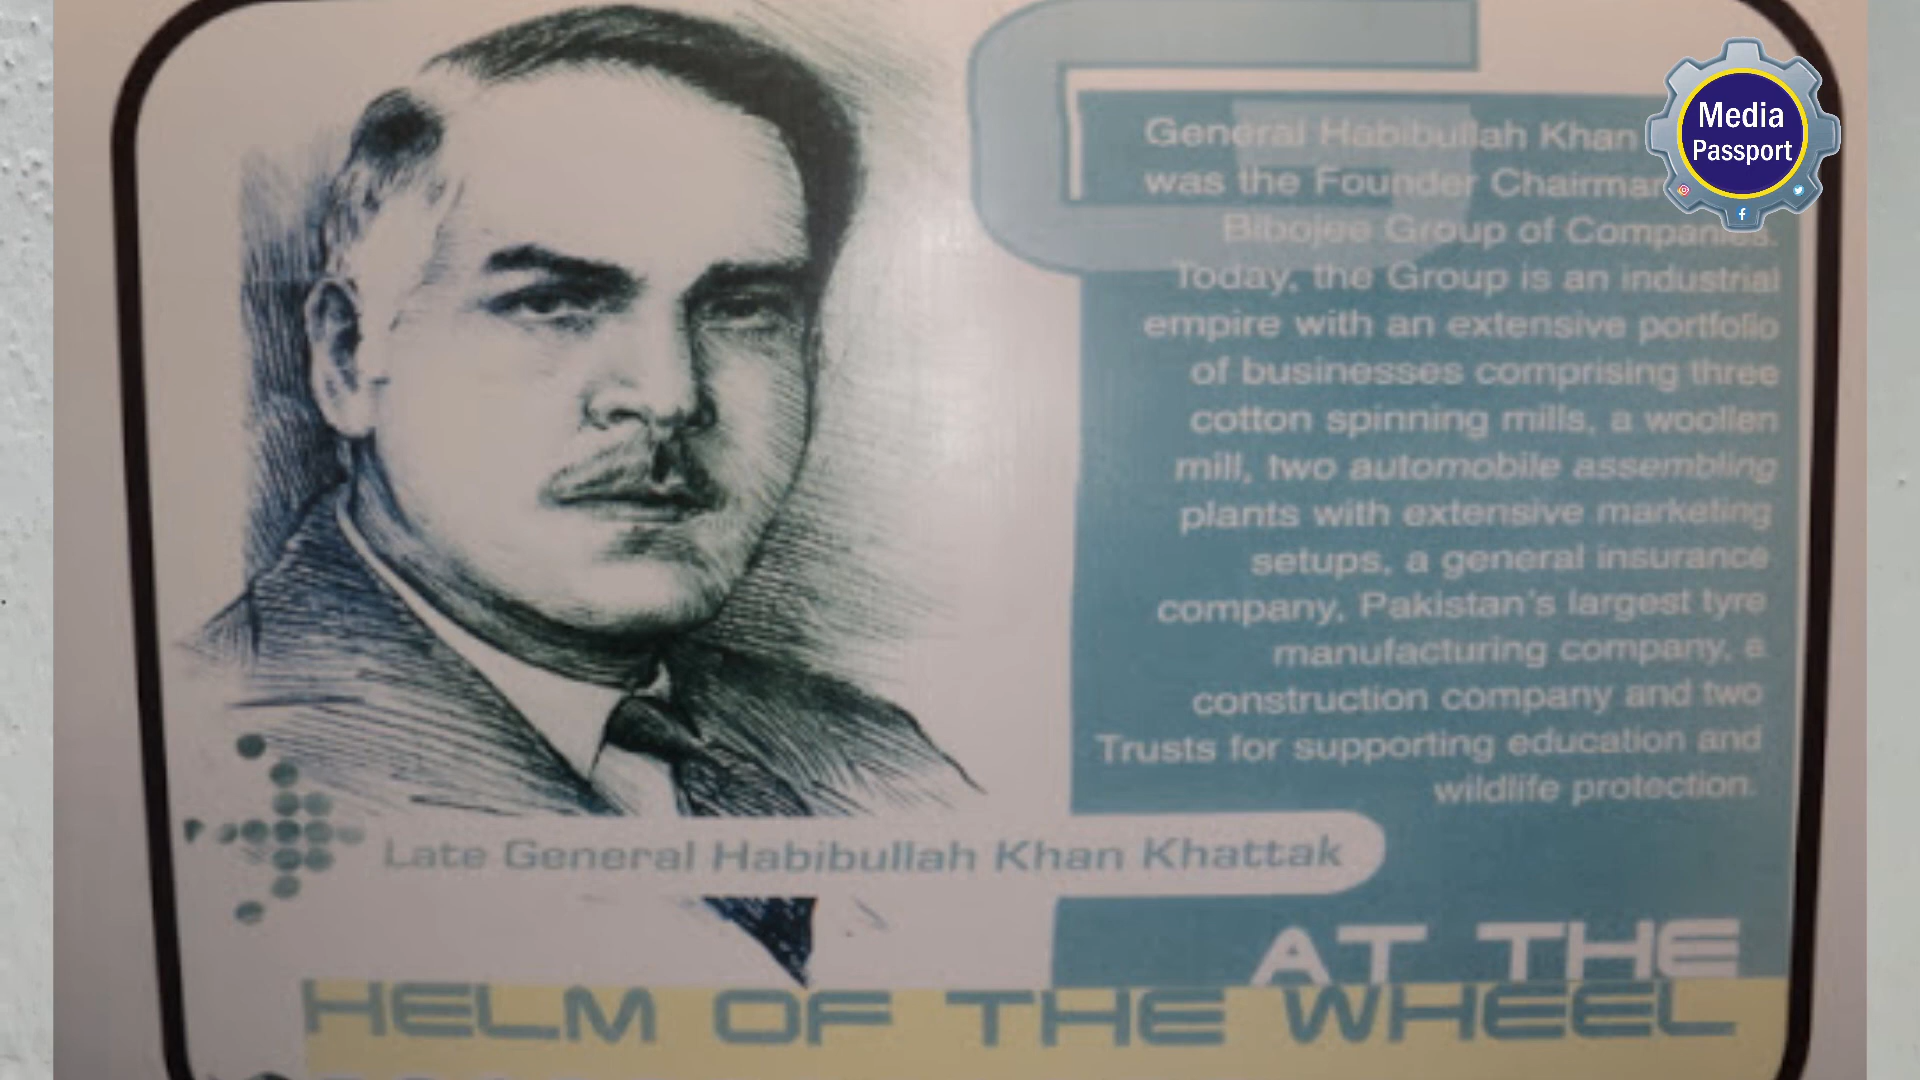 General Habibullah Khan
was the Founder Chairman
Bibojee Group of Companies.
Today, the Group is an industrial
empire with an extensive portfolio
of businesses comprising three
cotton spinning mills, a woollen
mill, two automobile assembling
plants with extensive marketing
setups, a general insurance
company, Pakistan's largest tyre
manufacturing company, a
construction company and two
Trusts for supporting education and
wildlife protection.
Late General Habibullah Khan Khattak
AT THE
HELM OF THE WHEEL
Media
Passport